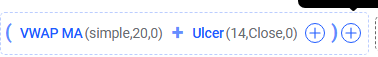 ( VWAP MA(simple,20,0) + Ulcer(14,Close,0) + ) +